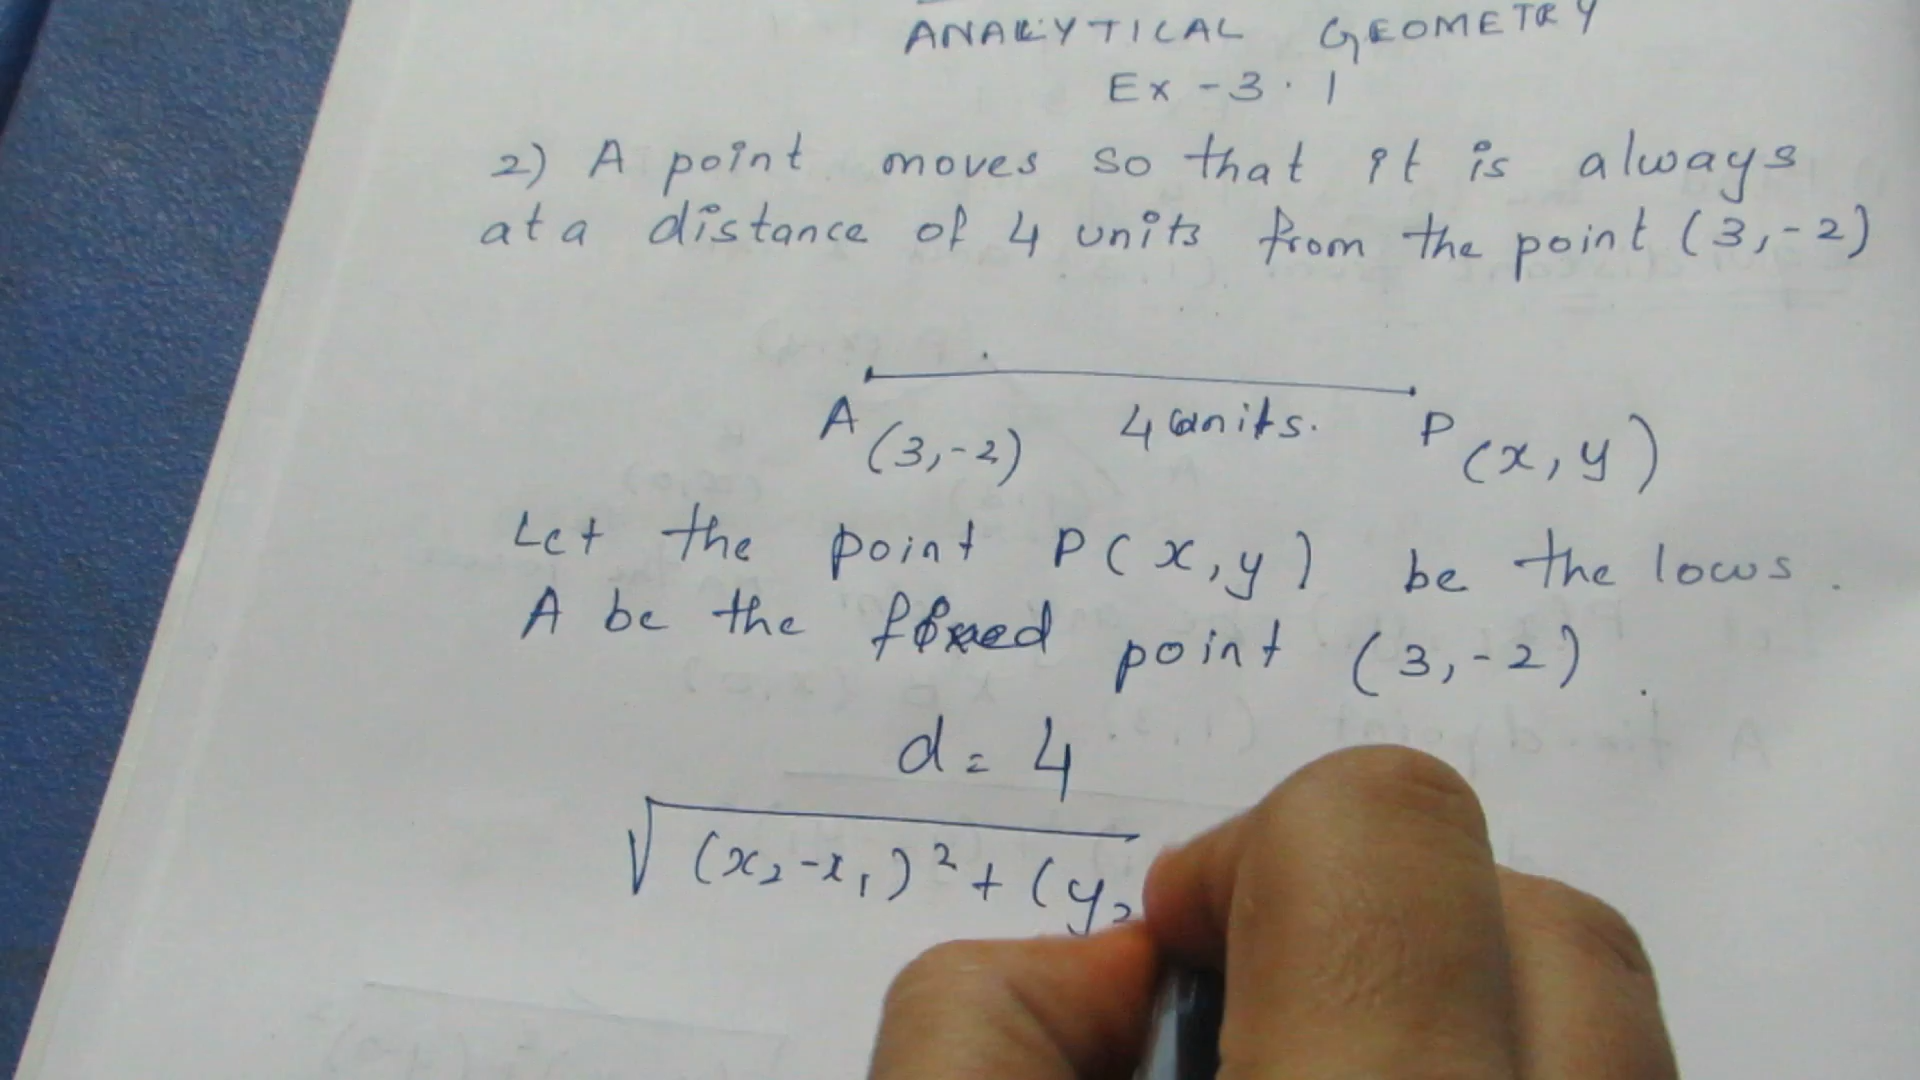 ANALYTICAL GEOMETRY
Ex - 3.1
2) A point moves so that it is always
at a distance of 4 units from the point (3,-2)
A (3,-2) 4 units. P (x, y)
Let the point P(x, y) be the locus.
A be the fixed point (3,-2).
d = 4
√(x₂-x₁)² + (y₂